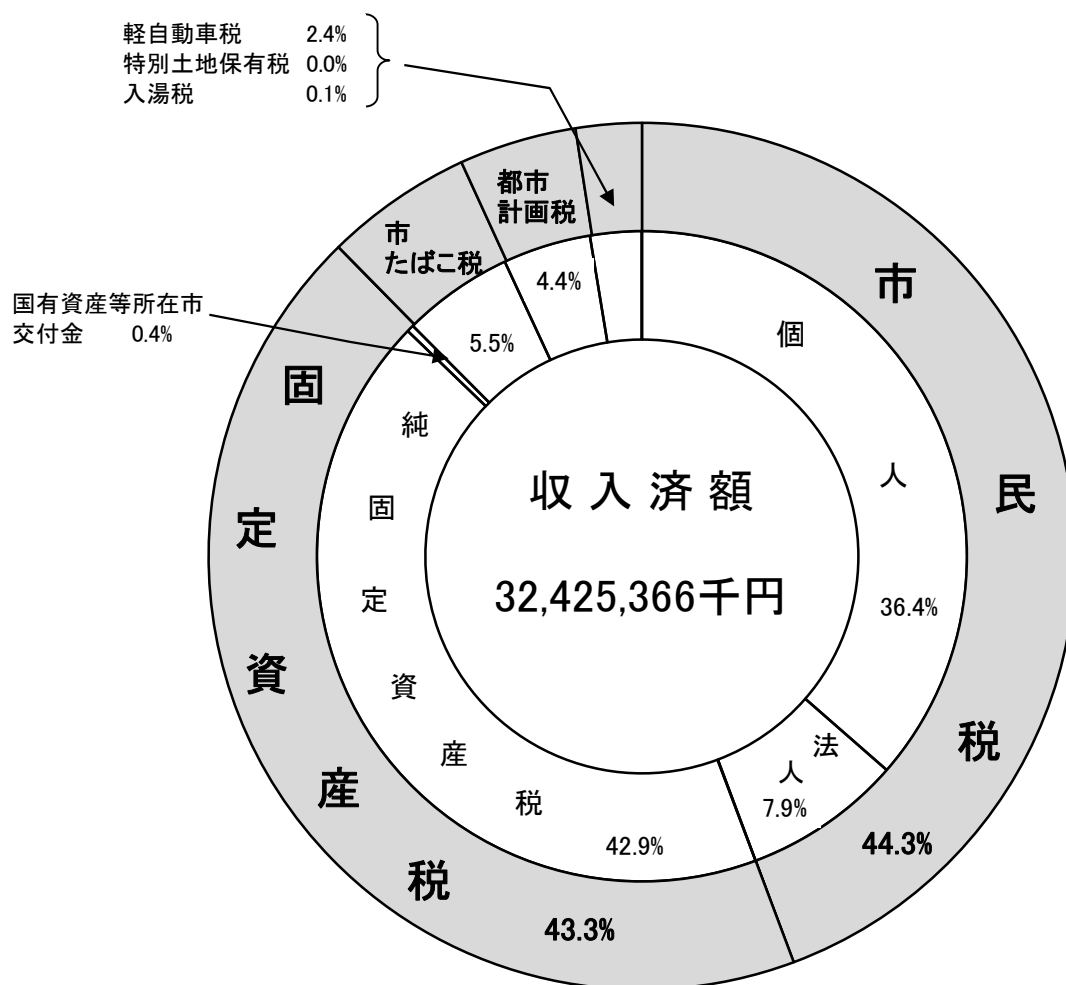 軽自動車税 2.4%
特別土地保有税 0.0%
入湯税 0.1%
都市
計画税
4.4%
市
たばこ税
5.5%
国有資産等所在市
交付金 0.4%
市民税
44.3%
個人
36.4%
法人
7.9%
固定資産税
43.3%
純固定資産税
42.9%
収入済額
32,425,366千円